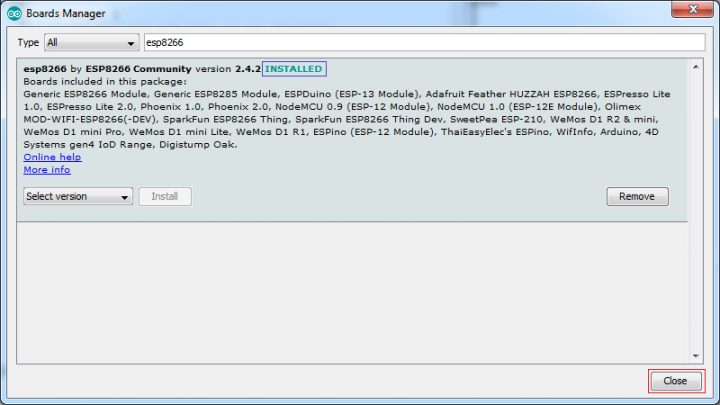 Boards Manager
Type All esp8266
esp8266 by ESP8266 Community version 2.4.2 INSTALLED
Boards included in this package:
Generic ESP8266 Module, Generic ESP8285 Module, ESPDuino (ESP-13 Module), Adafruit Feather HUZZAH ESP8266, ESPresso Lite
1.0, ESPresso Lite 2.0, Phoenix 1.0, Phoenix 2.0, NodeMCU 0.9 (ESP-12 Module), NodeMCU 1.0 (ESP-12E Module), Olimex
MOD-WIFI-ESP8266(-DEV), SparkFun ESP8266 Thing, SparkFun ESP8266 Thing Dev, SweetPea ESP-210, WeMos D1 R2 & mini,
WeMos D1 mini Pro, WeMos D1 mini Lite, WeMos D1 R1, ESPino (ESP-12 Module), ThaiEasyElec's ESPino, WifInfo, Arduino, 4D
Systems gen4 IoD Range, Digistump Oak.
Online help
More info
Select version Install Remove
Close